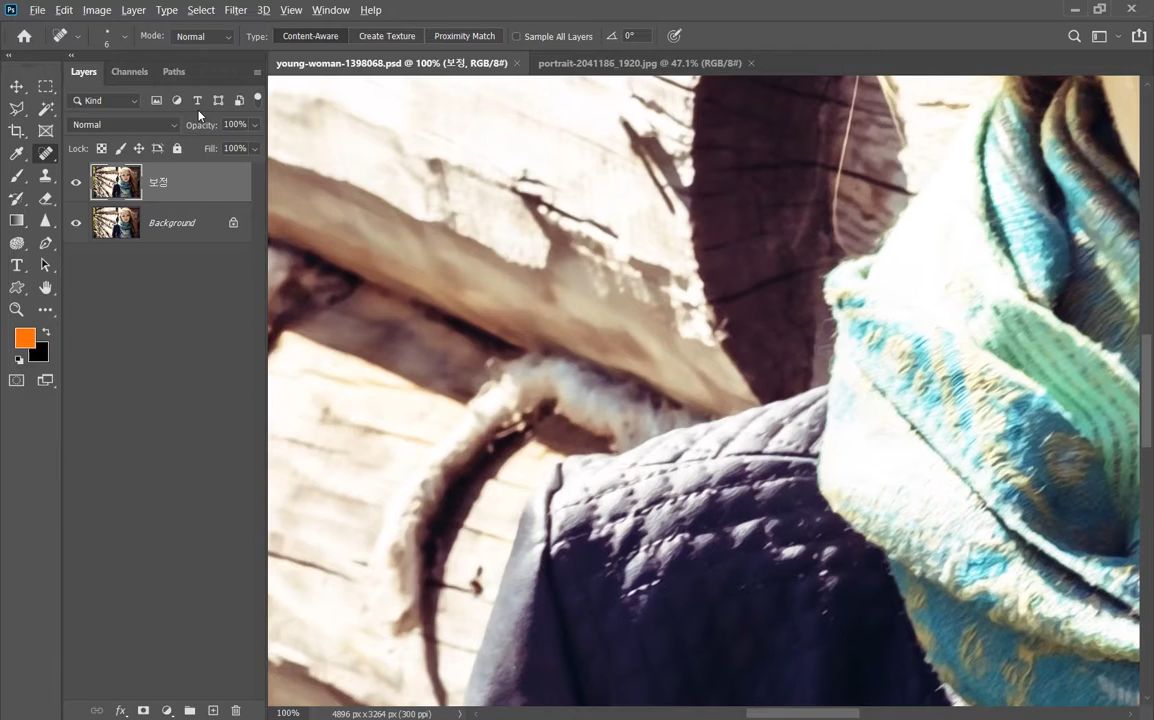 Ps File Edit Image Layer Type Select Filter 3D View Window Help
6 Mode: Normal Type: Content-Aware Create Texture Proximity Match Sample All Layers 0°
Layers Channels Paths
young-woman-1398068.psd @ 100% (보정, RGB/8#) × portrait-2041186_1920.jpg @ 47.1% (RGB/8#) ×
Kind
Normal Opacity: 100%
Lock: Fill: 100%
보정
Background
fx
100% 4896 px x 3264 px (300 ppi)